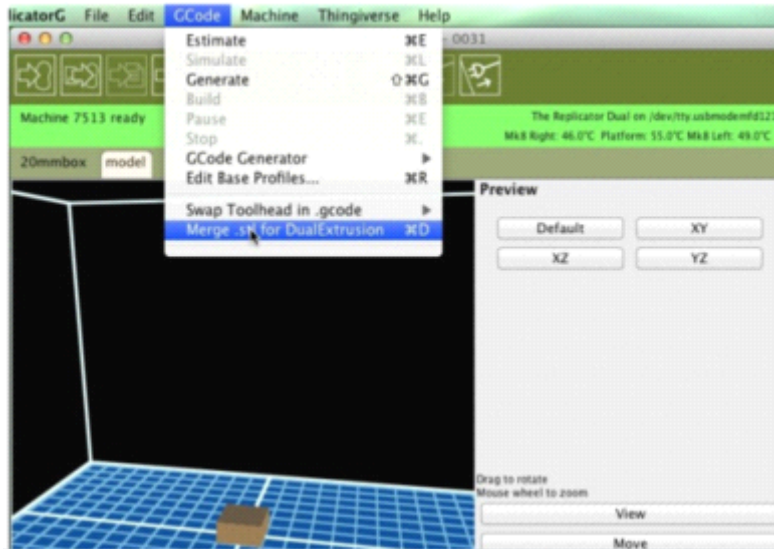 licatorG File Edit GCode Machine Thingiverse Help
- 0031
Estimate ⌘E
Simulate ⌘L
Generate ⇧⌘G
Build ⌘B
Pause ⌘E
Stop ⌘.
GCode Generator
Edit Base Profiles... ⌘R
Swap Toolhead in .gcode
Merge .stl for DualExtrusion ⌘D
Machine 7513 ready
The Replicator Dual on /dev/tty.usbmodemfd12
Mk8 Right: 46.0°C Platform: 55.0°C Mk8 Left: 49.0°C
20mmbox model
Preview
Default XY
XZ YZ
Drag to rotate
Mouse wheel to zoom
View
Move